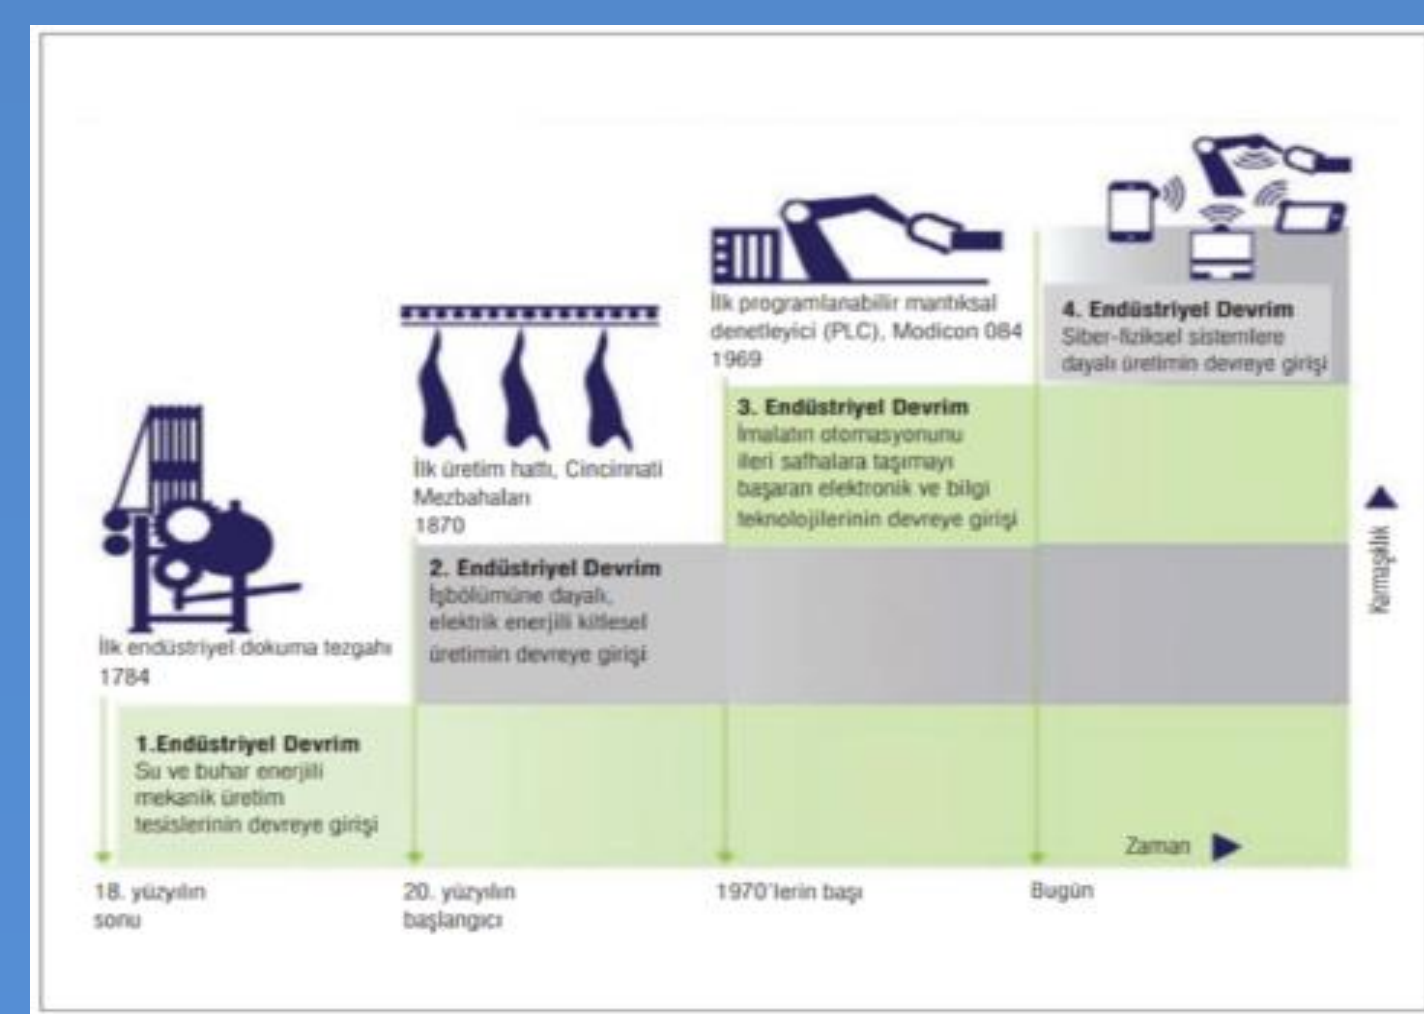 İlk endüstriyel dokuma tezgahı
1784
1.Endüstriyel Devrim
Su ve buhar enerjili
mekanik üretim
tesislerinin devreye girişi
18. yüzyılın
sonu
İlk üretim hattı, Cincinnati
Mezbahaları
1870
2. Endüstriyel Devrim
İşbölümüne dayalı,
elektrik enerjili kitlesel
üretimin devreye girişi
20. yüzyılın
başlangıcı
İlk programlanabilir mantıksal
denetleyici (PLC), Modicon 084
1969
3. Endüstriyel Devrim
İmalatın otomasyonunu
ileri safhalara taşımayı
başaran elektronik ve bilgi
teknolojilerinin devreye girişi
1970'lerin başı
4. Endüstriyel Devrim
Siber-fiziksel sistemlere
dayalı üretimin devreye girişi
Bugün
Zaman
Karmaşıklık